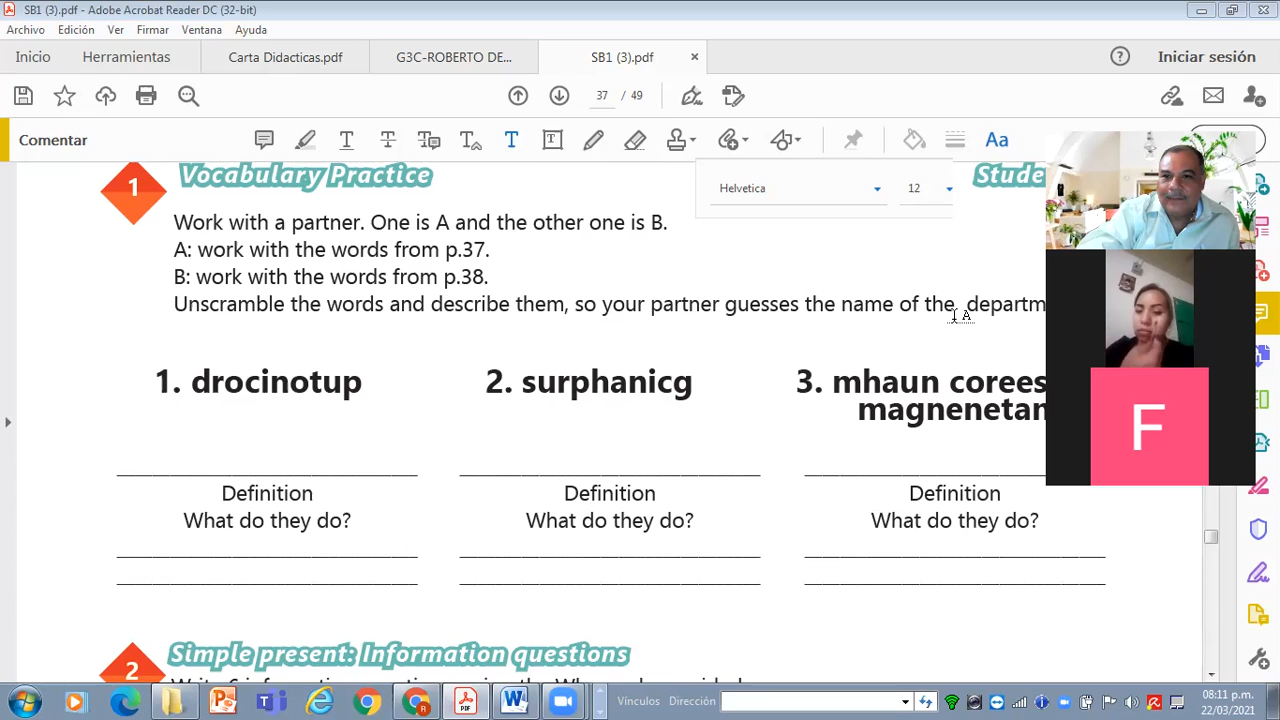 SB1 (3).pdf - Adobe Acrobat Reader DC (32-bit)
Archivo Edición Ver Firmar Ventana Ayuda
Inicio Herramientas Carta Didacticas.pdf G3C-ROBERTO DE... SB1 (3).pdf × Iniciar sesión
37 / 49
Comentar
Aa
Helvetica 12
1 Vocabulary Practice Stude
Work with a partner. One is A and the other one is B.
A: work with the words from p.37.
B: work with the words from p.38.
Unscramble the words and describe them, so your partner guesses the name of the departm
1. drocinotup 2. surphanicg 3. mhaun corees
magnenetan
Definition Definition Definition
What do they do? What do they do? What do they do?
F
2 Simple present: Information questions
Vínculos Dirección
08:11 p.m.
22/03/2021